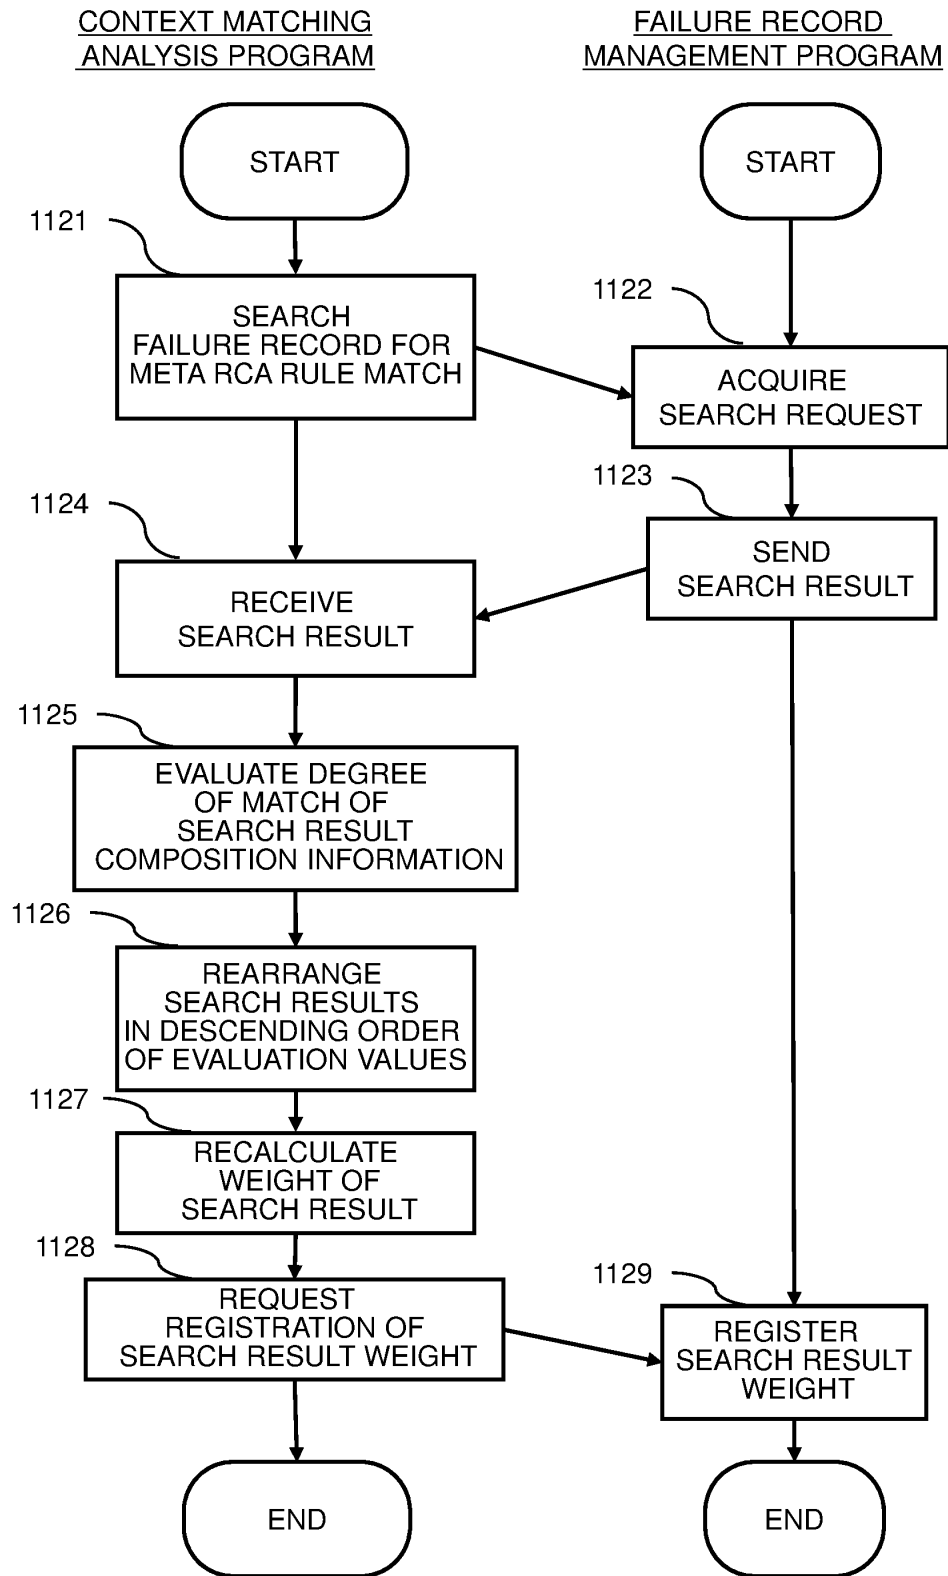 CONTEXT MATCHING
ANALYSIS PROGRAM
FAILURE RECORD
MANAGEMENT PROGRAM
START
START
1121
SEARCH
FAILURE RECORD FOR
META RCA RULE MATCH
1122
ACQUIRE
SEARCH REQUEST
1123
SEND
SEARCH RESULT
1124
RECEIVE
SEARCH RESULT
1125
EVALUATE DEGREE
OF MATCH OF
SEARCH RESULT
COMPOSITION INFORMATION
1126
REARRANGE
SEARCH RESULTS
IN DESCENDING ORDER
OF EVALUATION VALUES
1127
RECALCULATE
WEIGHT OF
SEARCH RESULT
1128
REQUEST
REGISTRATION OF
SEARCH RESULT WEIGHT
1129
REGISTER
SEARCH RESULT
WEIGHT
END
END